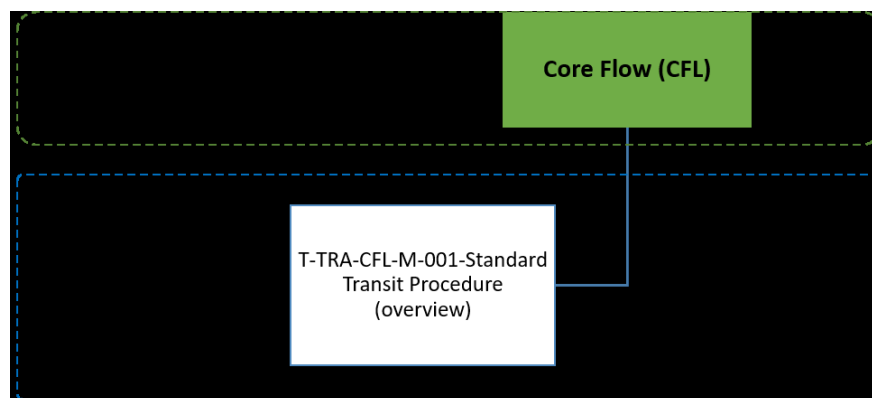 Core Flow (CFL)
T-TRA-CFL-M-001-Standard
Transit Procedure
(overview)